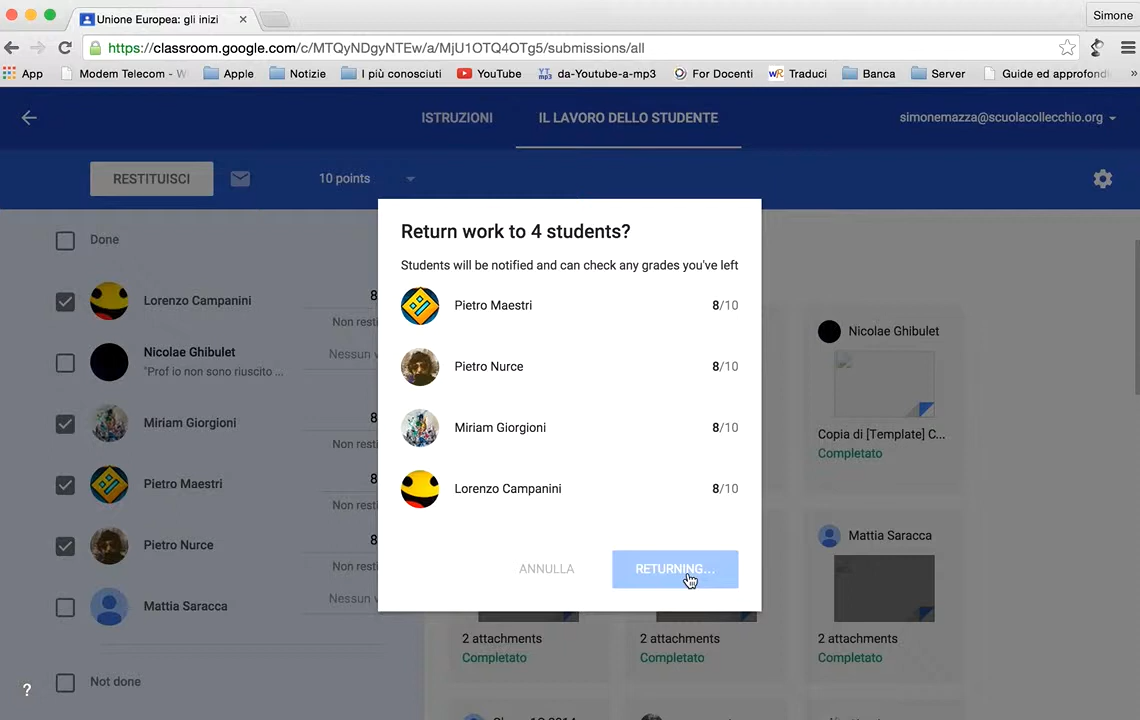 Unione Europea: gli inizi
Simone
https://classroom.google.com/c/MTQyNDgyNTEw/a/MjU1OTQ4OTg5/submissions/all
App
Modem Telecom - W
Apple
Notizie
I più conosciuti
YouTube
da-Youtube-a-mp3
For Docenti
Traduci
Banca
Server
Guide ed approfond
»
ISTRUZIONI
IL LAVORO DELLO STUDENTE
simonemazza@scuolacollecchio.org
RESTITUISCI
10 points
Done
Lorenzo Campanini
8
Non resti
Nicolae Ghibulet
"Prof io non sono riuscito ...
Nessun v
Miriam Giorgioni
8
Non resti
Pietro Maestri
8
Non resti
Pietro Nurce
8
Non resti
Mattia Saracca
Nessun v
Not done
?
Return work to 4 students?
Students will be notified and can check any grades you've left
Pietro Maestri
8/10
Pietro Nurce
8/10
Miriam Giorgioni
8/10
Lorenzo Campanini
8/10
ANNULLA
RETURNING...
Nicolae Ghibulet
Copia di [Template] C...
Completato
Mattia Saracca
2 attachments
Completato
2 attachments
Completato
2 attachments
Completato